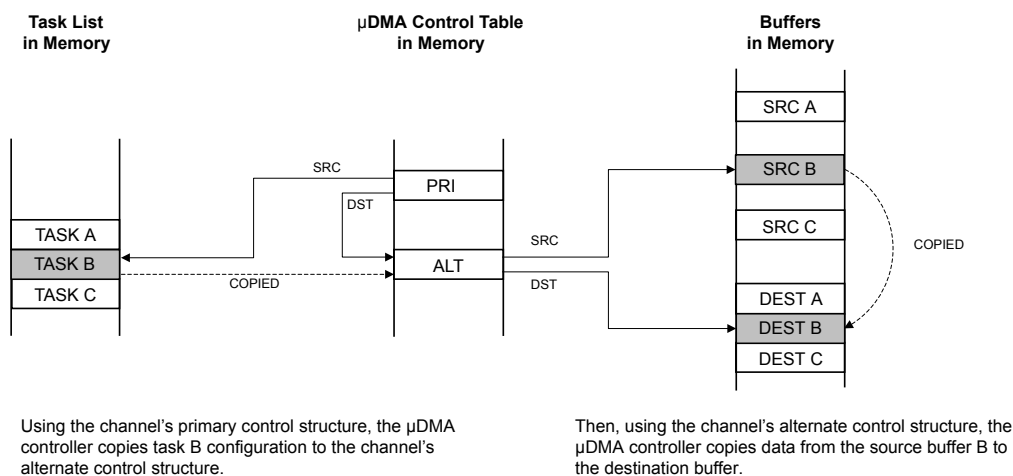 Task List
in Memory
µDMA Control Table
in Memory
Buffers
in Memory
SRC A
SRC
PRI
SRC B
DST
TASK A
SRC C
SRC
COPIED
TASK B
ALT
COPIED
DST
TASK C
DEST A
DEST B
DEST C
Using the channel's primary control structure, the µDMA
controller copies task B configuration to the channel's
alternate control structure.
Then, using the channel's alternate control structure, the
µDMA controller copies data from the source buffer B to
the destination buffer.